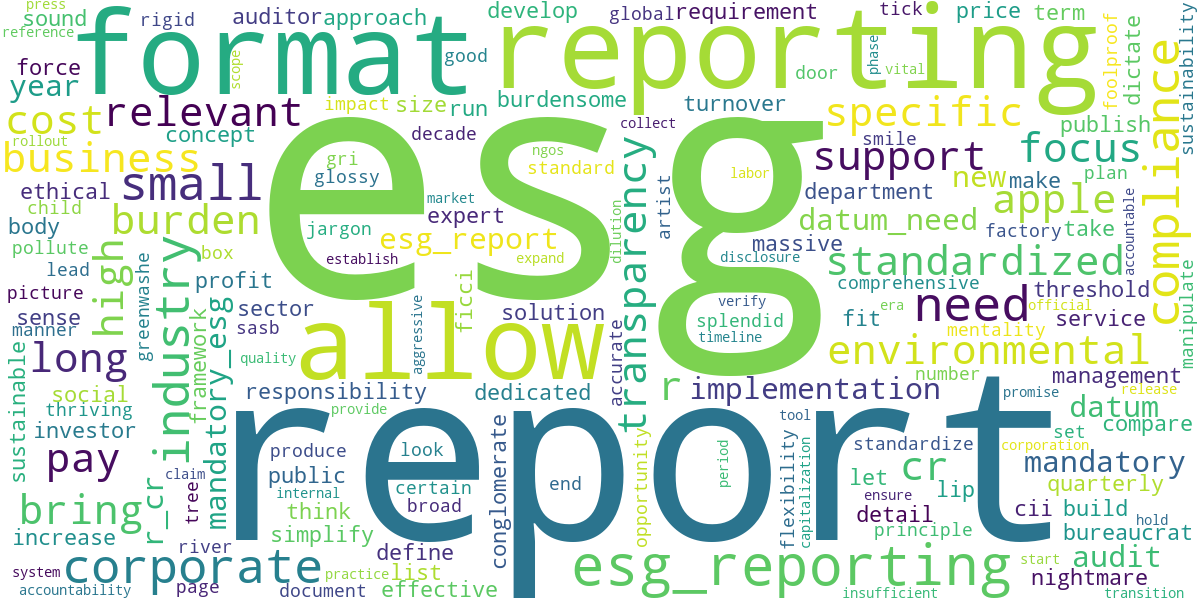 press
sound
rigid
auditor
approach
develop
global
requirement
tick
price
term
reference
format
reporting
good
door
phase
vital
foolproof
dictate
sustainability
force
year
scope
cost
relevant
impact
size
run
burdensome
turnover
specific
publish
rollout
concept
decade
collect
smile
compliance
business
gri
ngos
standard
labor
support
focus
small
glossy
esg
transparency
artist
department
new
make
plan
ethical
child
market
expert
apple
accountable
body
burden
jargon
esg_report
dilution
datum_need
factory
take
pollute
box
high
industry
greenwashe
establish
expand
massive
disclosure
standardized
lead
profit
comprehensive
threshold
picture
mandatory_esg
sector
ficci
solution
verify
era
need
official
manipulate
manner
sense
sasb
allow
aggressive
splendid
fit
mentality
service
long
framework
quality
accurate
timeline
environmental
sustainable
social
responsibility
dedicated
r
implementation
number
management
promise
release
thriving
provide
report
tool
set
datum
compare
investor
produce
look
conglomerate
opportunity
period
flexibility
capitalization
standardize
corporation
pay
claim
public
internal
certain
end
let
cr
lip
mandatory
quarterly
bring
r_cr
tree
think
broad
detail
ensure
cii
build
hold
increase
simplify
define
principle
bureaucrat
system
corporate
river
list
esg_reporting
audit
start
nightmare
accountability
page
document
practice
effective
insufficient
transition